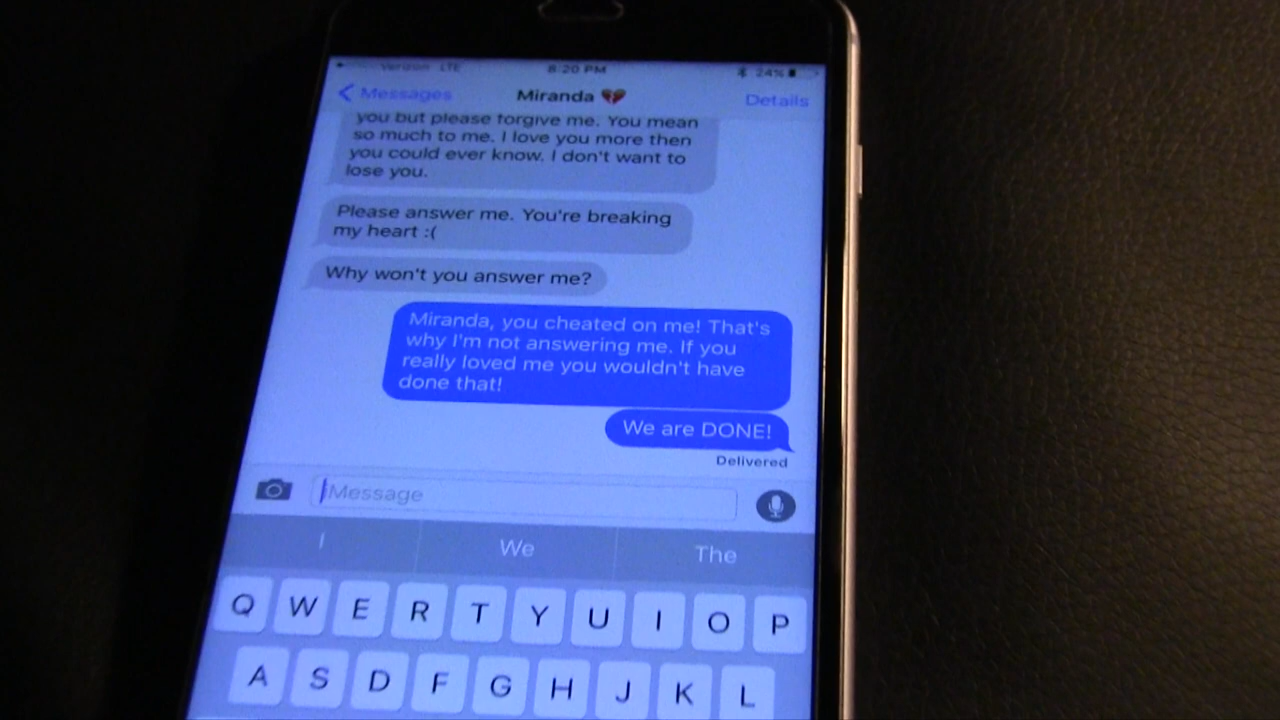 Verizon LTE 8:20 PM 24%
Messages Miranda 💔 Details
you but please forgive me. You mean
so much to me. I love you more then
you could ever know. I don't want to
lose you.
Please answer me. You're breaking
my heart :(
Why won't you answer me?
Miranda, you cheated on me! That's
why I'm not answering me. If you
really loved me you wouldn't have
done that!
We are DONE!
Delivered
Message
I We The
Q W E R T Y U I O P
A S D F G H J K L